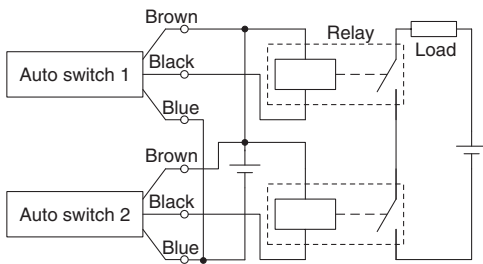 Brown
Relay
Load
Auto switch 1
Black
Blue
Brown
Auto switch 2
Black
Blue